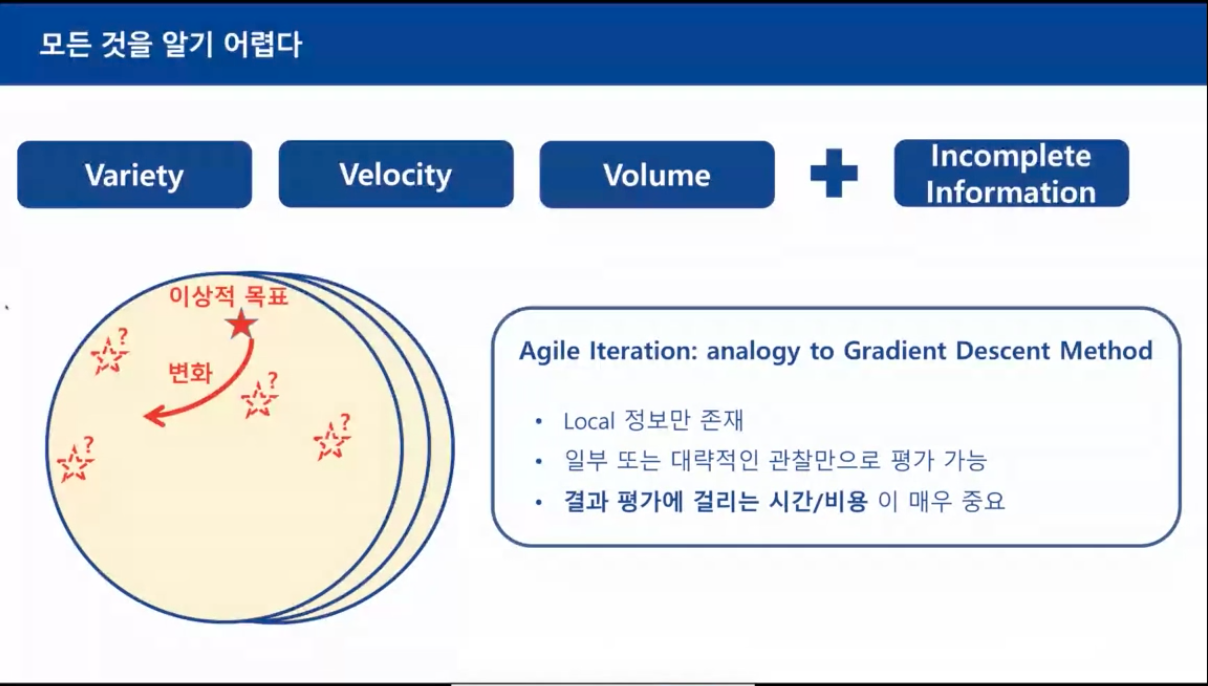 모든 것을 알기 어렵다
Variety
Velocity
Volume
Incomplete
Information
이상적 목표
?
변화
?
?
?
Agile Iteration: analogy to Gradient Descent Method
• Local 정보만 존재
• 일부 또는 대략적인 관찰만으로 평가 가능
• 결과 평가에 걸리는 시간/비용 이 매우 중요